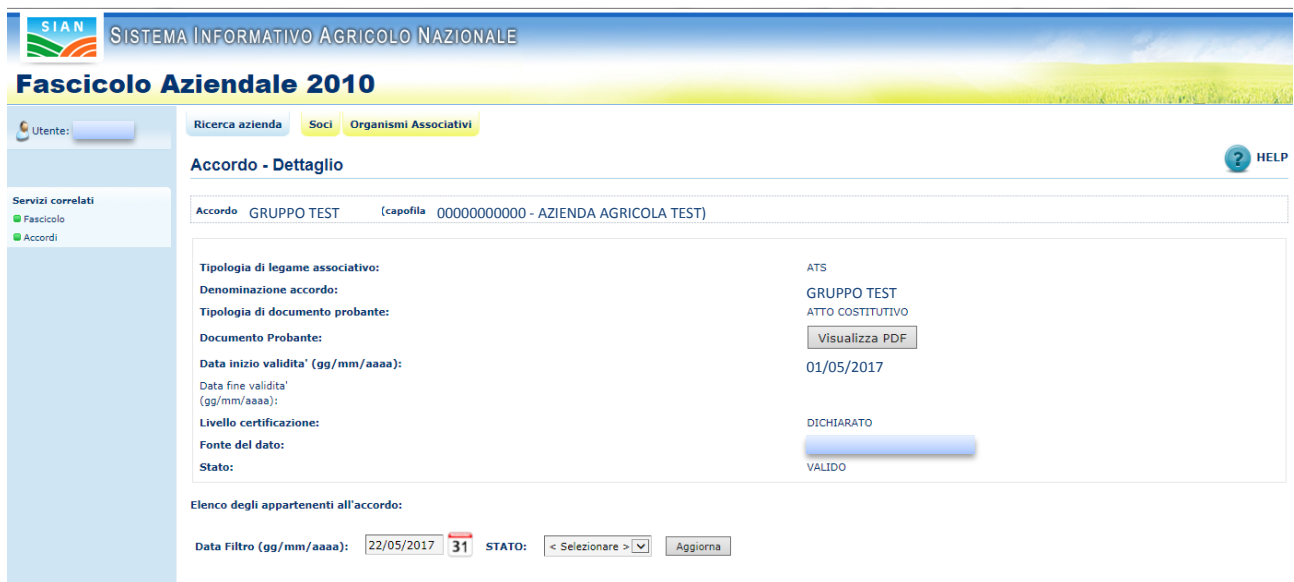 SIAN
SISTEMA INFORMATIVO AGRICOLO NAZIONALE
Fascicolo Aziendale 2010
Utente:
Ricerca azienda Soci Organismi Associativi
Accordo - Dettaglio
? HELP
Servizi correlati
Fascicolo
Accordi
Accordo GRUPPO TEST (capofila 00000000000 - AZIENDA AGRICOLA TEST)
Tipologia di legame associativo: ATS
Denominazione accordo: GRUPPO TEST
Tipologia di documento probante: ATTO COSTITUTIVO
Documento Probante: Visualizza PDF
Data inizio validita' (gg/mm/aaaa): 01/05/2017
Data fine validita'
(gg/mm/aaaa):
Livello certificazione: DICHIARATO
Fonte del dato:
Stato: VALIDO
Elenco degli appartenenti all'accordo:
Data Filtro (gg/mm/aaaa): 22/05/2017 31 STATO: < Selezionare > Aggiorna